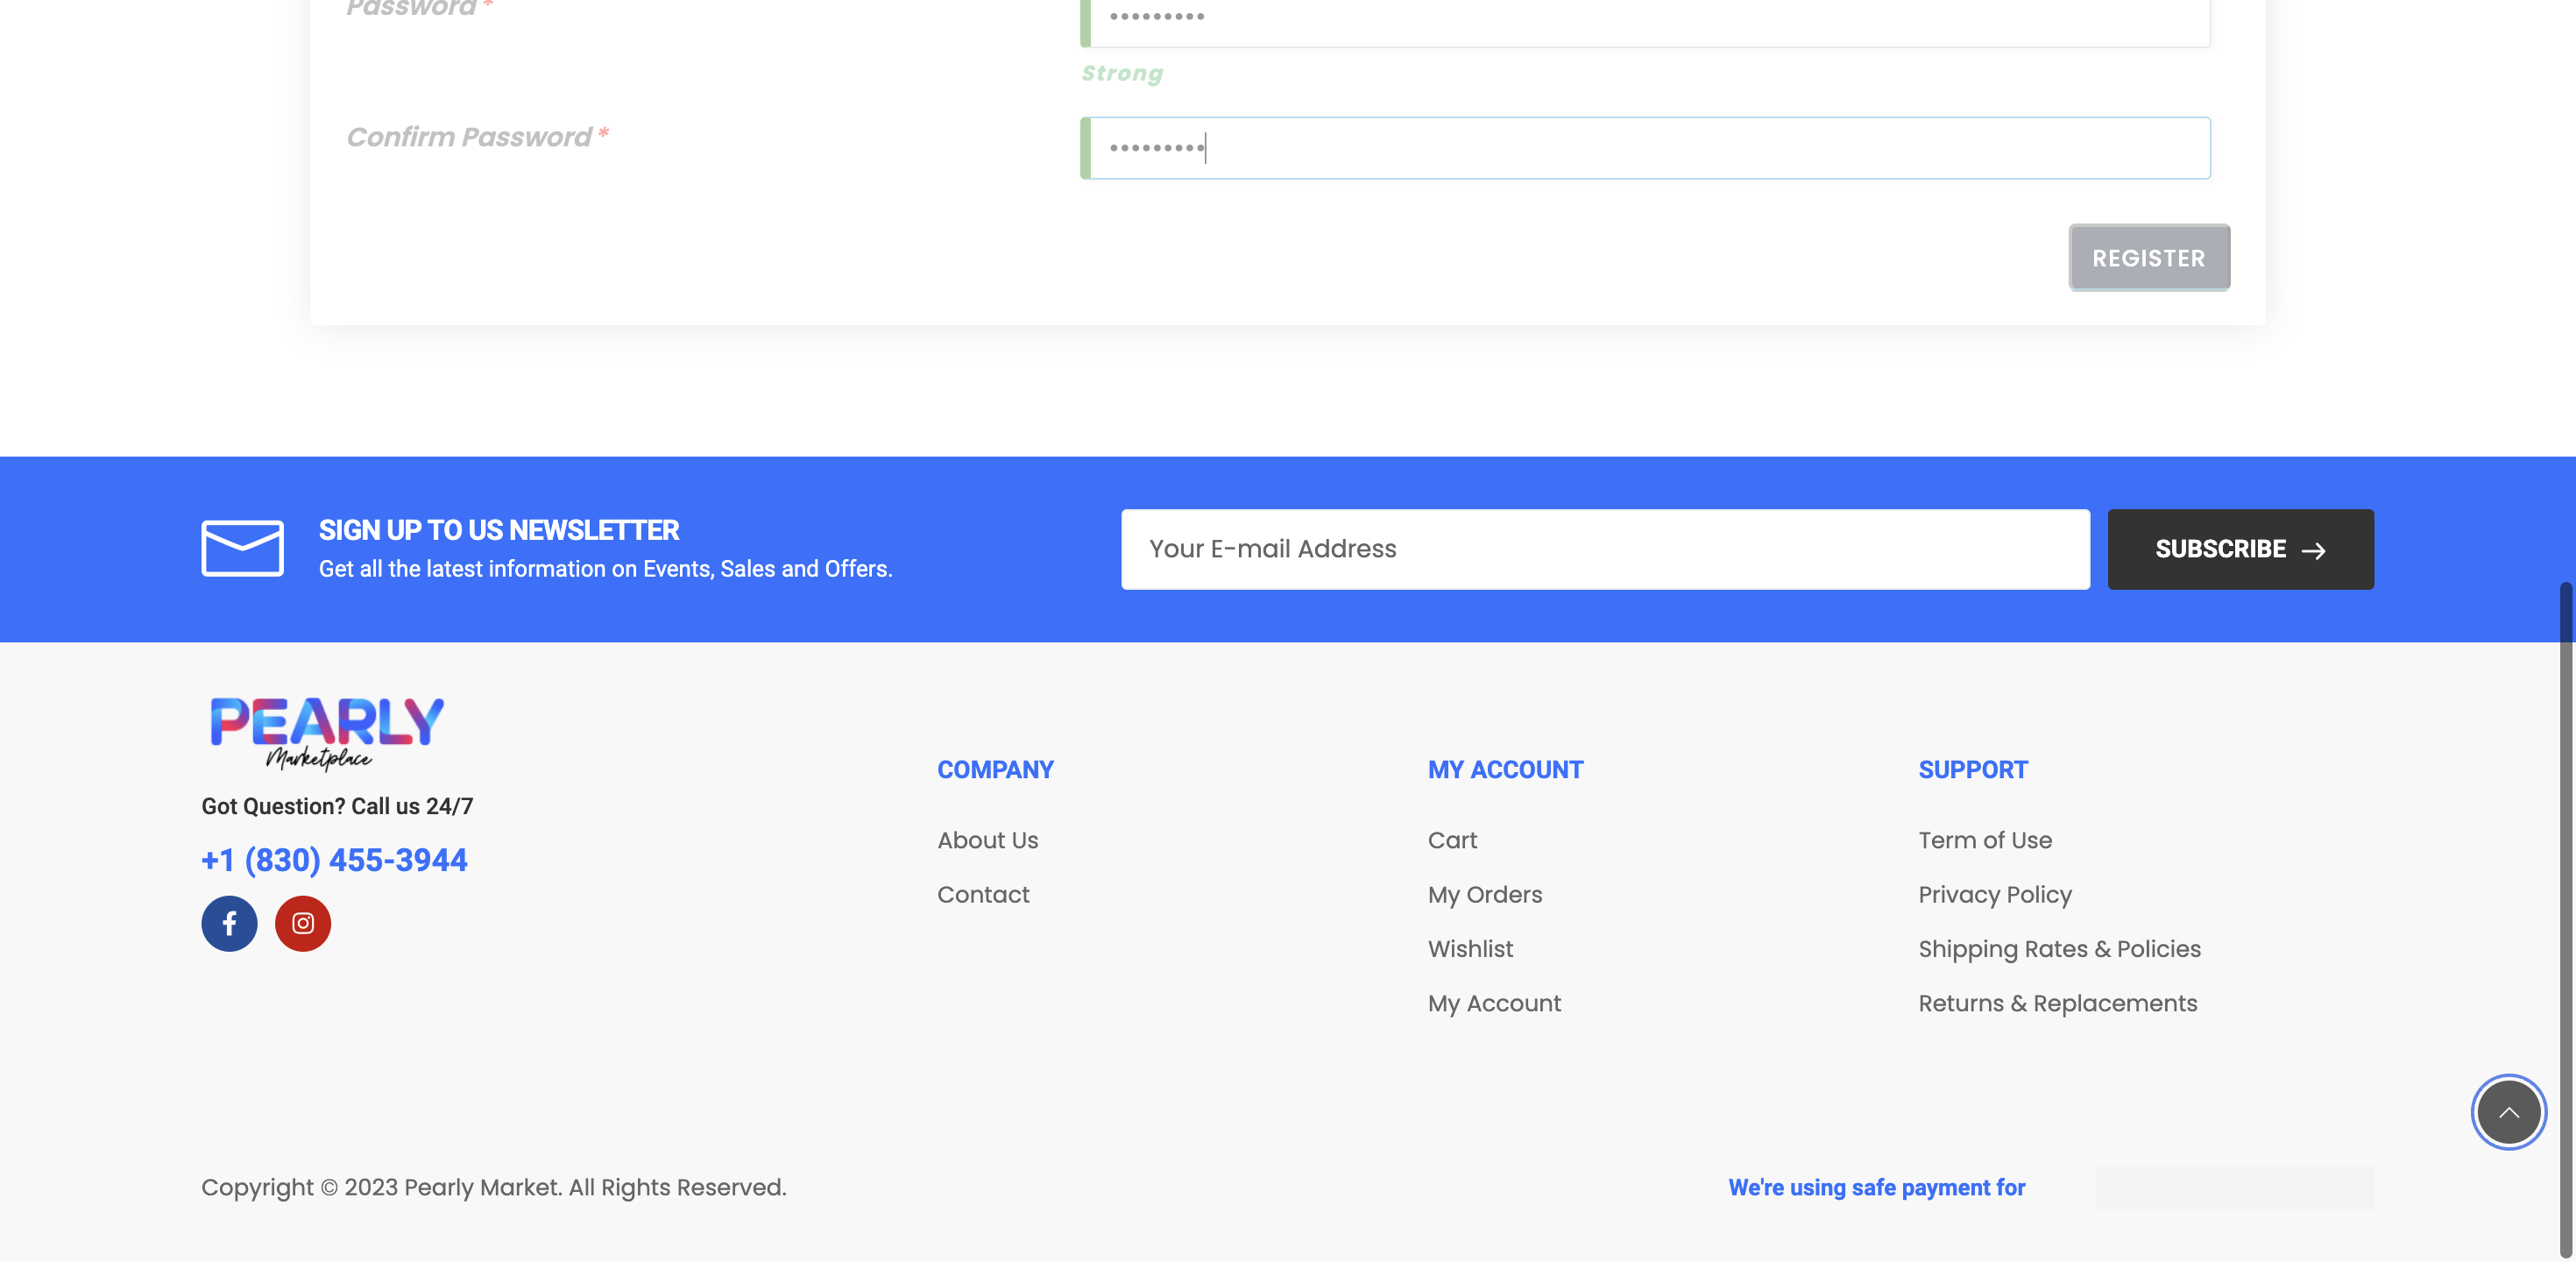 Password *
•••••••••
Strong
Confirm Password *
•••••••••
REGISTER
SIGN UP TO US NEWSLETTER
Get all the latest information on Events, Sales and Offers.
Your E-mail Address
SUBSCRIBE →
PEARLY
Marketplace
Got Question? Call us 24/7
+1 (830) 455-3944
COMPANY
About Us
Contact
MY ACCOUNT
Cart
My Orders
Wishlist
My Account
SUPPORT
Term of Use
Privacy Policy
Shipping Rates & Policies
Returns & Replacements
Copyright © 2023 Pearly Market. All Rights Reserved.
We're using safe payment for